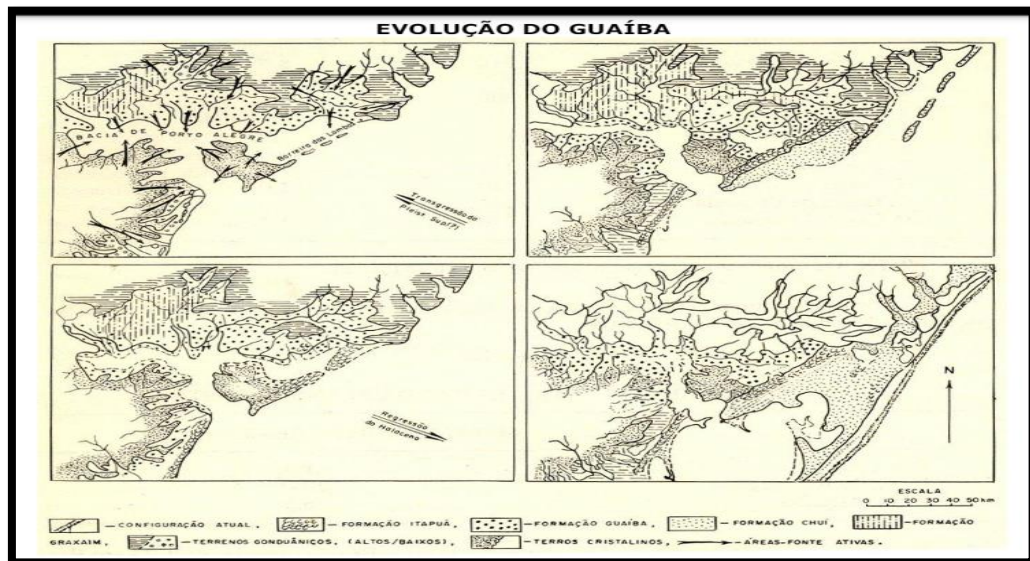 EVOLUÇÃO DO GUAÍBA
BACIA DE PORTO ALEGRE
Barreira das Lombas
Transgressão do
Pleist Sup(?)
Regressão
do Holoceno
N
ESCALA
0 10 20 30 40 50km
— CONFIGURAÇÃO ATUAL, — FORMAÇÃO ITAPUÃ, — FORMAÇÃO GUAÍBA, — FORMAÇÃO CHUÍ, — FORMAÇÃO
GRAXAIM, — TERRENOS GONDUÂNICOS, (ALTOS/BAIXOS), — TERROS CRISTALINOS, — ÁREAS-FONTE ATIVAS.